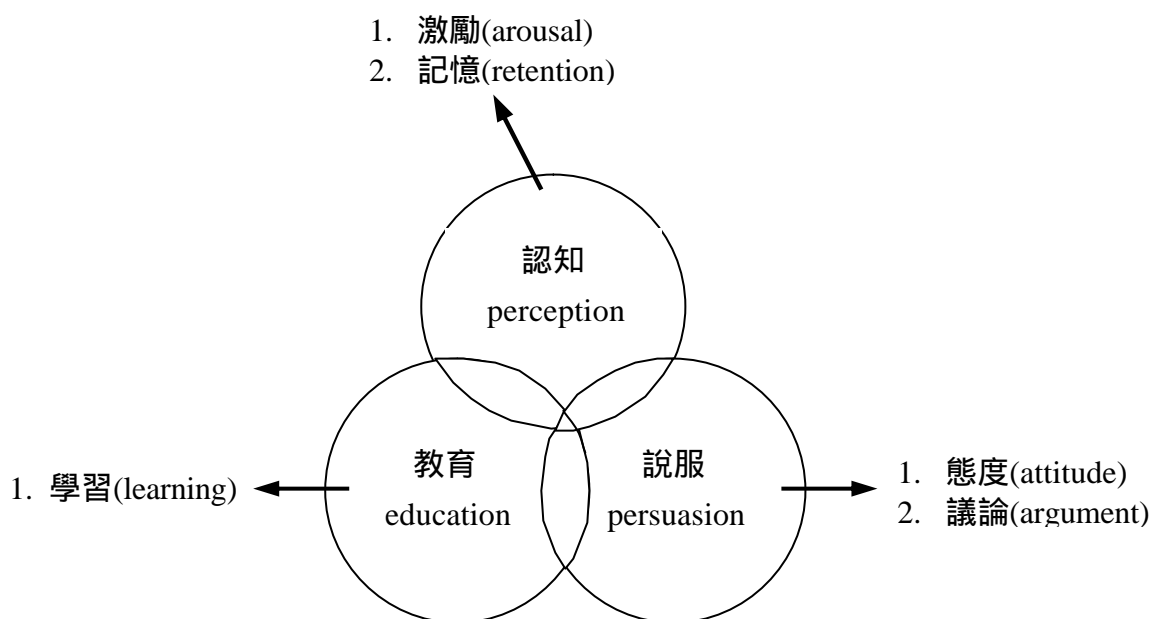 1. 激勵(arousal)
2. 記憶(retention)
認知
perception
教育
education
說服
persuasion
1. 學習(learning)
1. 態度(attitude)
2. 議論(argument)